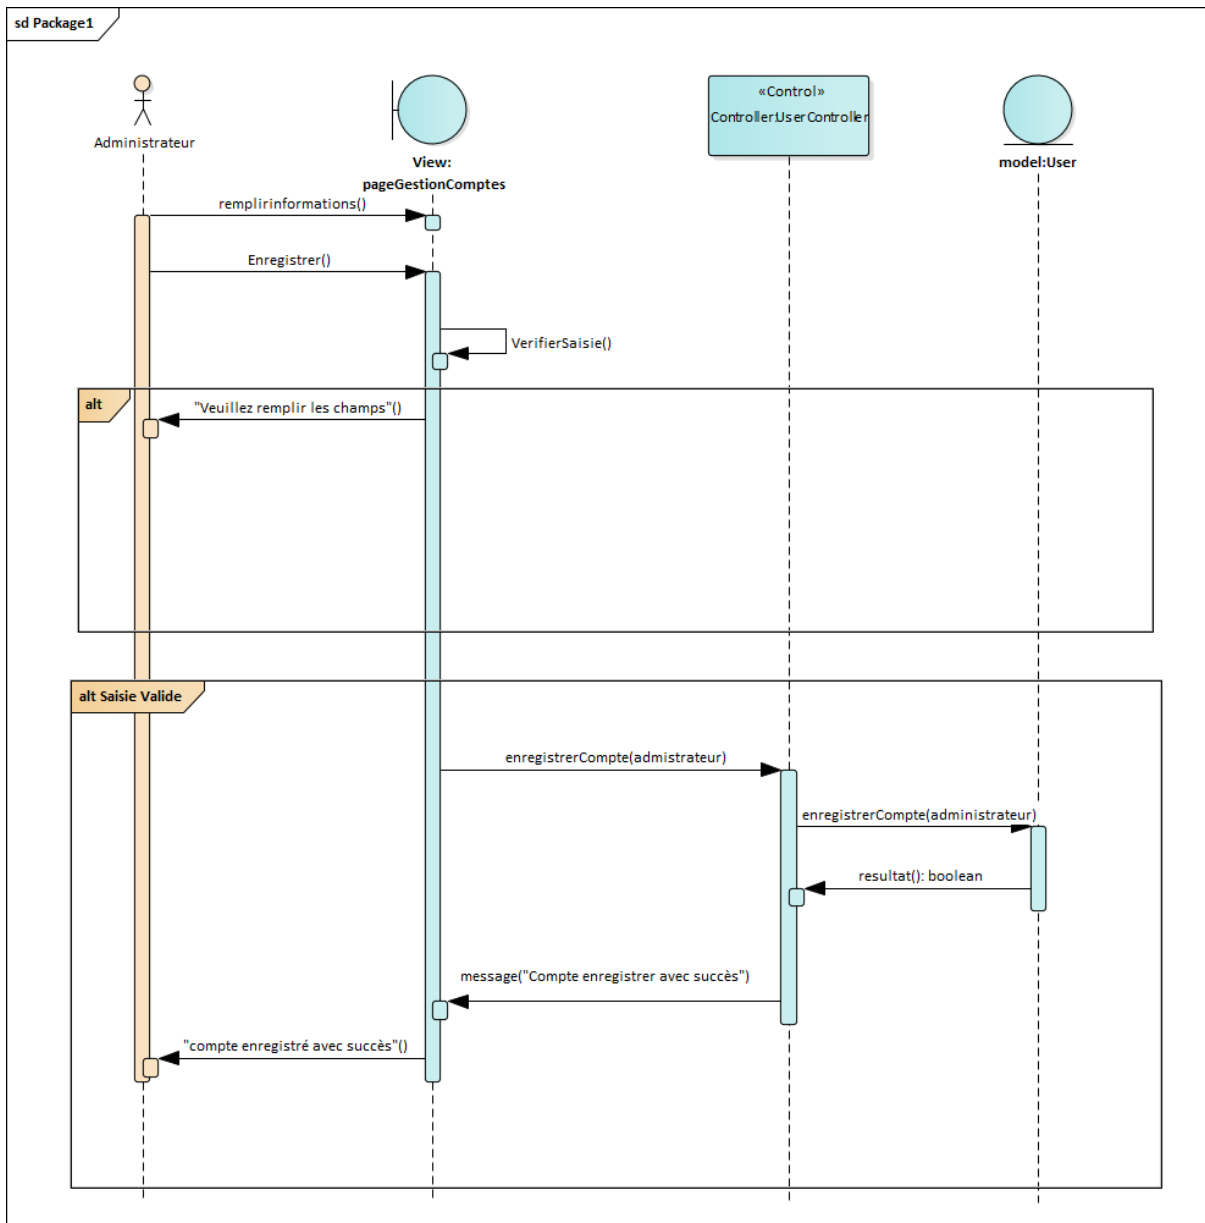 sd Package1
Administrateur
View:
pageGestionComptes
«Control»
Controller:UserController
model:User
remplirinformations()
Enregistrer()
VerifierSaisie()
alt
"Veuillez remplir les champs"()
alt Saisie Valide
enregistrerCompte(admistrateur)
enregistrerCompte(administrateur)
resultat(): boolean
message("Compte enregistrer avec succès")
"compte enregistré avec succès"()